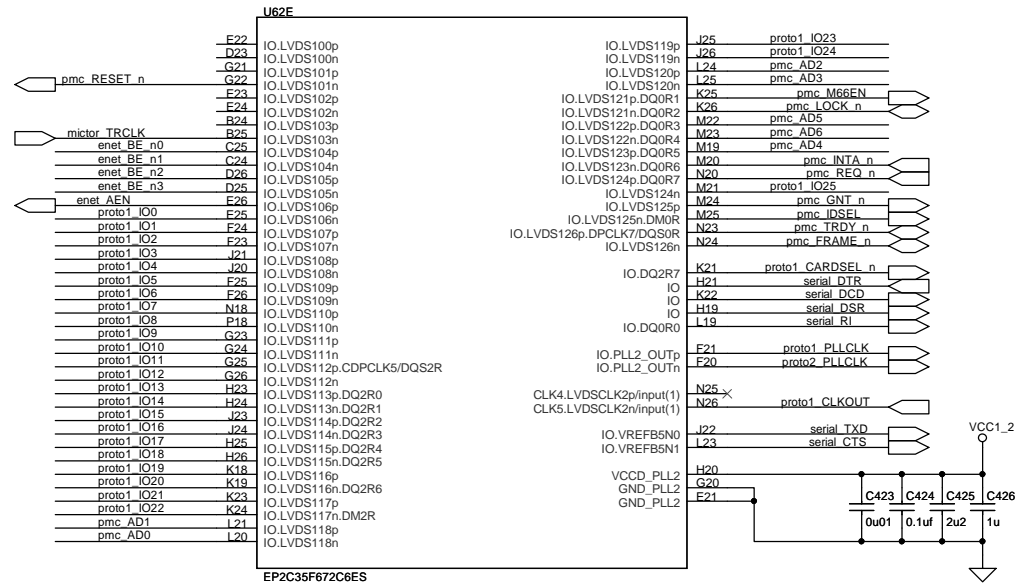 U62E
E22 IO.LVDS100p
D23 IO.LVDS100n
G21 IO.LVDS101p
pmc_RESET_n G22 IO.LVDS101n
E23 IO.LVDS102p
E24 IO.LVDS102n
B24 IO.LVDS103p
mictor_TRCLK B25 IO.LVDS103n
enet_BE_n0 C25 IO.LVDS104p
enet_BE_n1 C24 IO.LVDS104n
enet_BE_n2 D26 IO.LVDS105p
enet_BE_n3 D25 IO.LVDS105n
enet_AEN E26 IO.LVDS106p
proto1_IO0 E25 IO.LVDS106n
proto1_IO1 F24 IO.LVDS107p
proto1_IO2 F23 IO.LVDS107n
proto1_IO3 J21 IO.LVDS108p
proto1_IO4 J20 IO.LVDS108n
proto1_IO5 F25 IO.LVDS109p
proto1_IO6 F26 IO.LVDS109n
proto1_IO7 N18 IO.LVDS110p
proto1_IO8 P18 IO.LVDS110n
proto1_IO9 G23 IO.LVDS111p
proto1_IO10 G24 IO.LVDS111n
proto1_IO11 G25 IO.LVDS112p.CDPCLK5/DQS2R
proto1_IO12 G26 IO.LVDS112n
proto1_IO13 H23 IO.LVDS113p.DQ2R0
proto1_IO14 H24 IO.LVDS113n.DQ2R1
proto1_IO15 J23 IO.LVDS114p.DQ2R2
proto1_IO16 J24 IO.LVDS114n.DQ2R3
proto1_IO17 H25 IO.LVDS115p.DQ2R4
proto1_IO18 H26 IO.LVDS115n.DQ2R5
proto1_IO19 K18 IO.LVDS116p
proto1_IO20 K19 IO.LVDS116n.DQ2R6
proto1_IO21 K23 IO.LVDS117p
proto1_IO22 K24 IO.LVDS117n.DM2R
pmc_AD1 L21 IO.LVDS118p
pmc_AD0 L20 IO.LVDS118n
IO.LVDS119p J25 proto1_IO23
IO.LVDS119n J26 proto1_IO24
IO.LVDS120p L24 pmc_AD2
IO.LVDS120n L25 pmc_AD3
IO.LVDS121p.DQ0R1 K25 pmc_M66EN
IO.LVDS121n.DQ0R2 K26 pmc_LOCK_n
IO.LVDS122p.DQ0R3 M22 pmc_AD5
IO.LVDS122n.DQ0R4 M23 pmc_AD6
IO.LVDS123p.DQ0R5 M19 pmc_AD4
IO.LVDS123n.DQ0R6 M20 pmc_INTA_n
IO.LVDS124p.DQ0R7 N20 pmc_REQ_n
IO.LVDS124n M21 proto1_IO25
IO.LVDS125p M24 pmc_GNT_n
IO.LVDS125n.DM0R M25 pmc_IDSEL
IO.LVDS126p.DPCLK7/DQS0R N23 pmc_TRDY_n
IO.LVDS126n N24 pmc_FRAME_n
IO.DQ2R7 K21 proto1_CARDSEL_n
IO H21 serial_DTR
IO K22 serial_DCD
IO H19 serial_DSR
IO.DQ0R0 L19 serial_RI
IO.PLL2_OUTp F21 proto1_PLLCLK
IO.PLL2_OUTn F20 proto2_PLLCLK
CLK4.LVDSCLK2p/input(1) N25
CLK5.LVDSCLK2n/input(1) N26 proto1_CLKOUT
IO.VREFB5N0 J22 serial_TXD
IO.VREFB5N1 L23 serial_CTS
VCCD_PLL2 H20
GND_PLL2 G20
GND_PLL2 E21
VCC1_2
C423 C424 C425 C426
0u01 0.1uf 2u2 1u
EP2C35F672C6ES